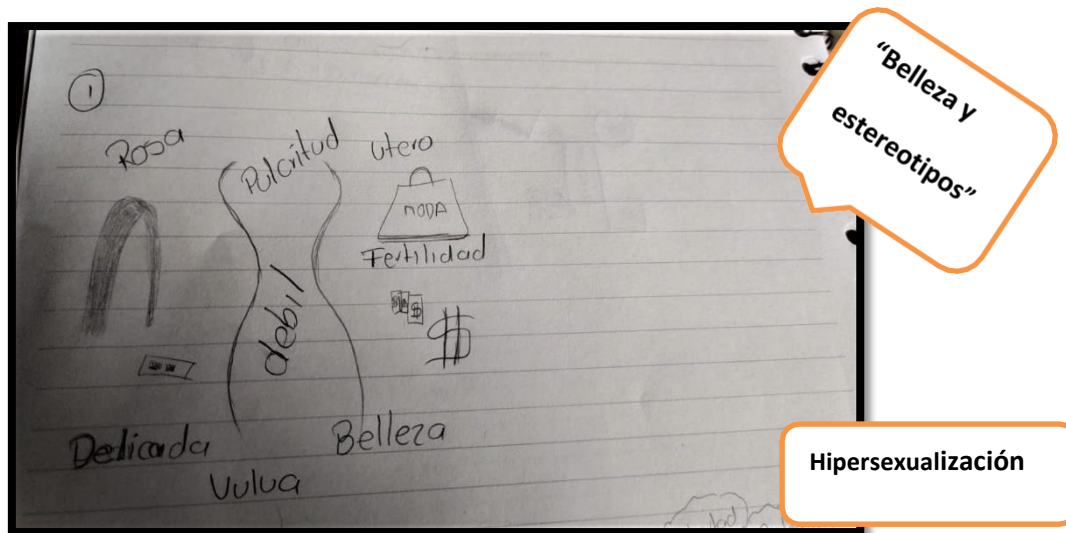 1
Rosa
Pulcritud
Utero
MODA
Fertilidad
debil
$
$
Delicada
Belleza
Vulva
“Belleza y
estereotipos”
Hipersexualización